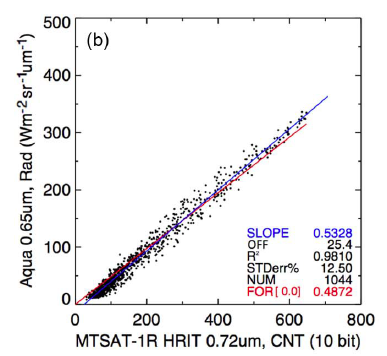 (b)
500
400
300
200
100
0
Aqua 0.65um, Rad (Wm⁻²sr⁻¹um⁻¹)
SLOPE 0.5328
OFF 25.4
R² 0.9810
STDerr% 12.50
NUM 1044
FOR[ 0.0] 0.4872
0 200 400 600 800
MTSAT-1R HRIT 0.72um, CNT (10 bit)